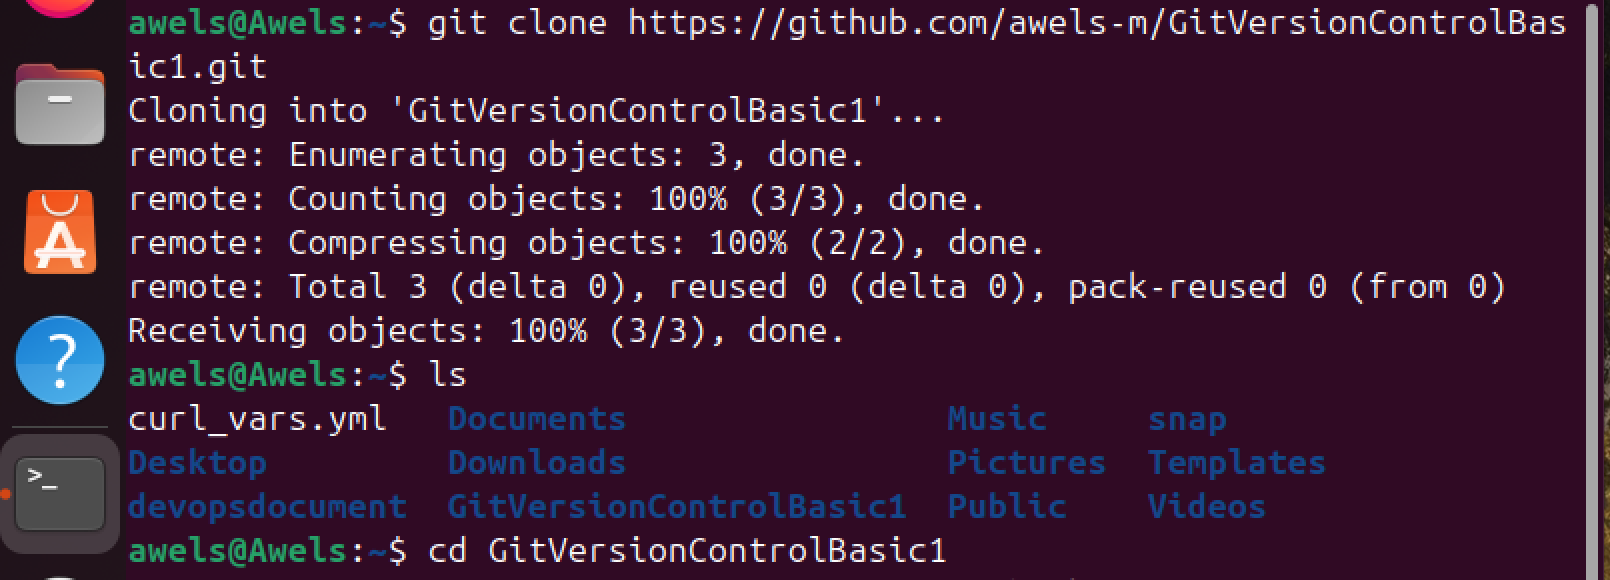 awels@Awels:~$ git clone https://github.com/awels-m/GitVersionControlBas
ic1.git
Cloning into 'GitVersionControlBasic1'...
remote: Enumerating objects: 3, done.
remote: Counting objects: 100% (3/3), done.
remote: Compressing objects: 100% (2/2), done.
remote: Total 3 (delta 0), reused 0 (delta 0), pack-reused 0 (from 0)
Receiving objects: 100% (3/3), done.
awels@Awels:~$ ls
curl_vars.yml Documents Music snap
Desktop Downloads Pictures Templates
devopsdocument GitVersionControlBasic1 Public Videos
awels@Awels:~$ cd GitVersionControlBasic1